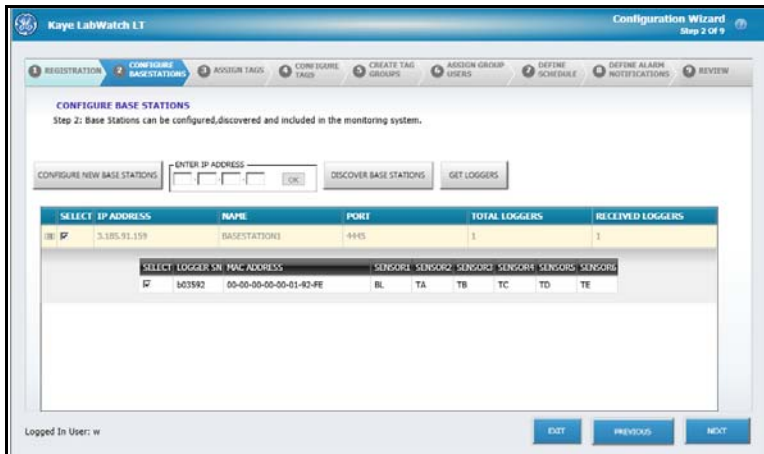 Kaye LabWatch LT
Configuration Wizard
Step 2 Of 9
1 REGISTRATION
2 CONFIGURE BASESTATIONS
3 ASSIGN TAGS
4 CONFIGURE TAGS
5 CREATE TAG GROUPS
6 ASSIGN GROUP USERS
7 DEFINE SCHEDULE
8 DEFINE ALARM NOTIFICATIONS
9 REVIEW
CONFIGURE BASE STATIONS
Step 2: Base Stations can be configured,discovered and included in the monitoring system.
CONFIGURE NEW BASE STATIONS
ENTER IP ADDRESS
OK
DISCOVER BASE STATIONS
GET LOGGERS
SELECT IP ADDRESS NAME PORT TOTAL LOGGERS RECEIVED LOGGERS
3.185.91.159 BASESTATION1 4445 1 1
SELECT LOGGER SN MAC ADDRESS SENSOR1 SENSOR2 SENSOR3 SENSOR4 SENSOR5 SENSOR6
b03592 00-00-00-00-00-01-92-FE BL TA TB TC TD TE
Logged In User: w
EXIT
PREVIOUS
NEXT